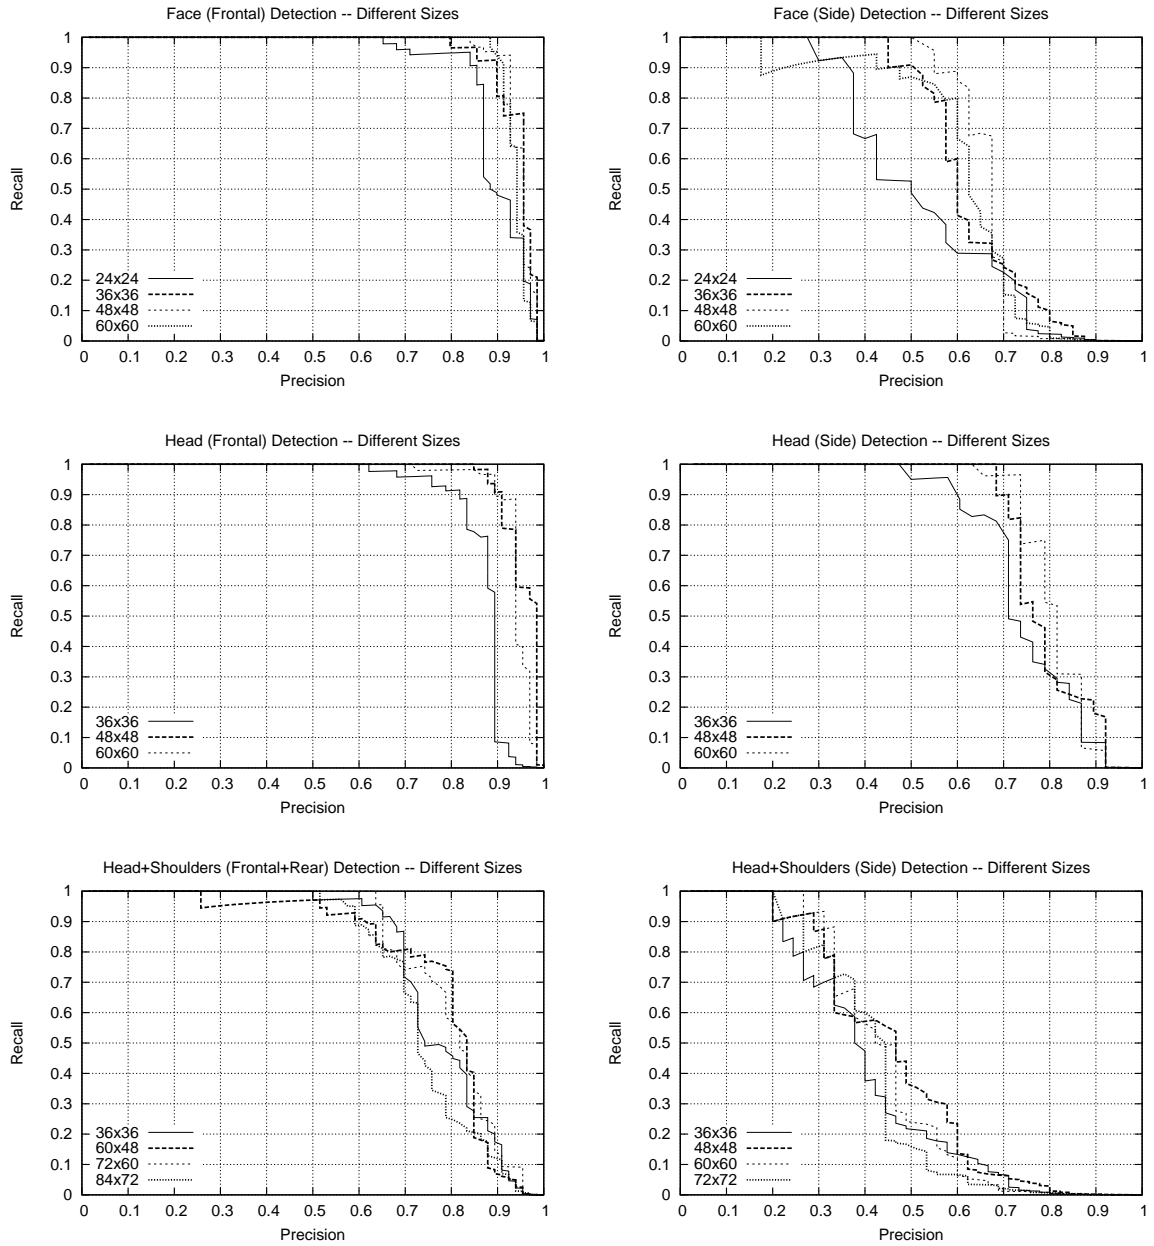 Face (Frontal) Detection -- Different Sizes
1
0.9
0.8
0.7
0.6
0.5
0.4
0.3
0.2
0.1
0
Recall
24x24
36x36
48x48
60x60
0 0.1 0.2 0.3 0.4 0.5 0.6 0.7 0.8 0.9 1
Precision
Face (Side) Detection -- Different Sizes
1
0.9
0.8
0.7
0.6
0.5
0.4
0.3
0.2
0.1
0
Recall
24x24
36x36
48x48
60x60
0 0.1 0.2 0.3 0.4 0.5 0.6 0.7 0.8 0.9 1
Precision
Head (Frontal) Detection -- Different Sizes
1
0.9
0.8
0.7
0.6
0.5
0.4
0.3
0.2
0.1
0
Recall
36x36
48x48
60x60
0 0.1 0.2 0.3 0.4 0.5 0.6 0.7 0.8 0.9 1
Precision
Head (Side) Detection -- Different Sizes
1
0.9
0.8
0.7
0.6
0.5
0.4
0.3
0.2
0.1
0
Recall
36x36
48x48
60x60
0 0.1 0.2 0.3 0.4 0.5 0.6 0.7 0.8 0.9 1
Precision
Head+Shoulders (Frontal+Rear) Detection -- Different Sizes
1
0.9
0.8
0.7
0.6
0.5
0.4
0.3
0.2
0.1
0
Recall
36x36
60x48
72x60
84x72
0 0.1 0.2 0.3 0.4 0.5 0.6 0.7 0.8 0.9 1
Precision
Head+Shoulders (Side) Detection -- Different Sizes
1
0.9
0.8
0.7
0.6
0.5
0.4
0.3
0.2
0.1
0
Recall
36x36
48x48
60x60
72x72
0 0.1 0.2 0.3 0.4 0.5 0.6 0.7 0.8 0.9 1
Precision